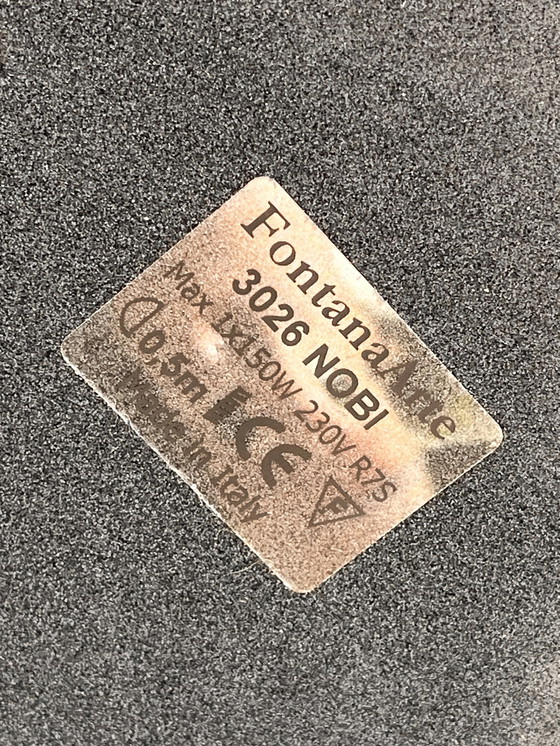 FontanaArte
3026 NOBI
Max 1X150W 230V R7S
0,5m CE F
Made in Italy